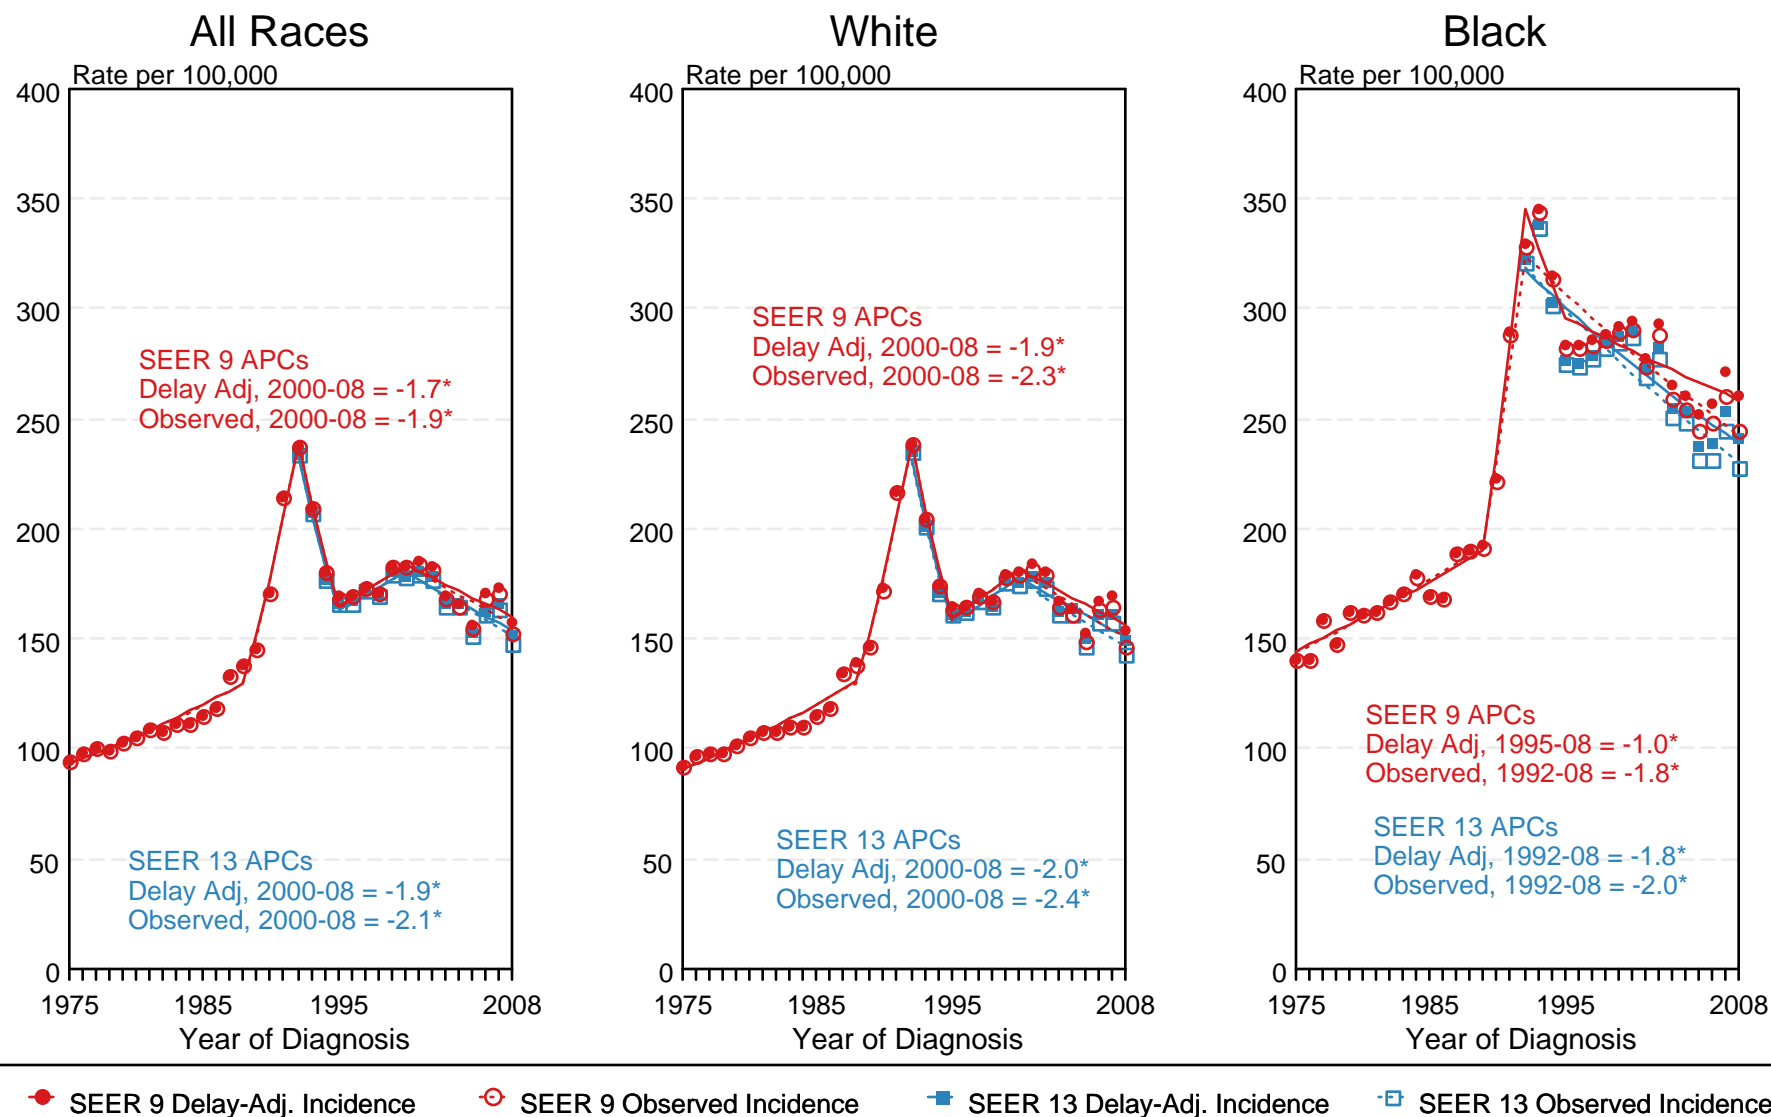 All Races
Rate per 100,000
400
350
300
250
200
150
100
50
0
SEER 9 APCs
Delay Adj, 2000-08 = -1.7*
Observed, 2000-08 = -1.9*
SEER 13 APCs
Delay Adj, 2000-08 = -1.9*
Observed, 2000-08 = -2.1*
1975 1985 1995 2008
Year of Diagnosis
White
Rate per 100,000
400
350
300
250
200
150
100
50
0
SEER 9 APCs
Delay Adj, 2000-08 = -1.9*
Observed, 2000-08 = -2.3*
SEER 13 APCs
Delay Adj, 2000-08 = -2.0*
Observed, 2000-08 = -2.4*
1975 1985 1995 2008
Year of Diagnosis
Black
Rate per 100,000
400
350
300
250
200
150
100
50
0
SEER 9 APCs
Delay Adj, 1995-08 = -1.0*
Observed, 1992-08 = -1.8*
SEER 13 APCs
Delay Adj, 1992-08 = -1.8*
Observed, 1992-08 = -2.0*
1975 1985 1995 2008
Year of Diagnosis
SEER 9 Delay-Adj. Incidence SEER 9 Observed Incidence SEER 13 Delay-Adj. Incidence SEER 13 Observed Incidence